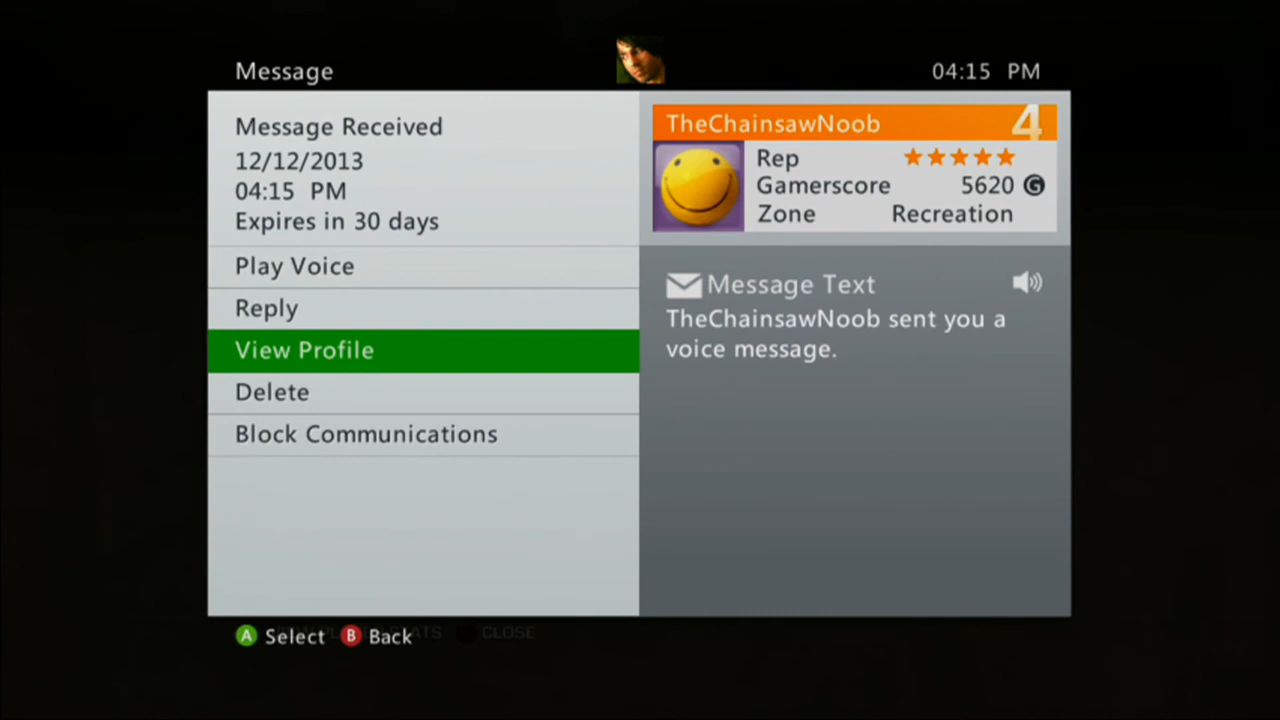 Message
04:15 PM
Message Received
12/12/2013
04:15 PM
Expires in 30 days
Play Voice
Reply
View Profile
Delete
Block Communications
TheChainsawNoob 4
Rep
Gamerscore 5620 G
Zone Recreation
Message Text
TheChainsawNoob sent you a
voice message.
A Select B Back
CLOSE